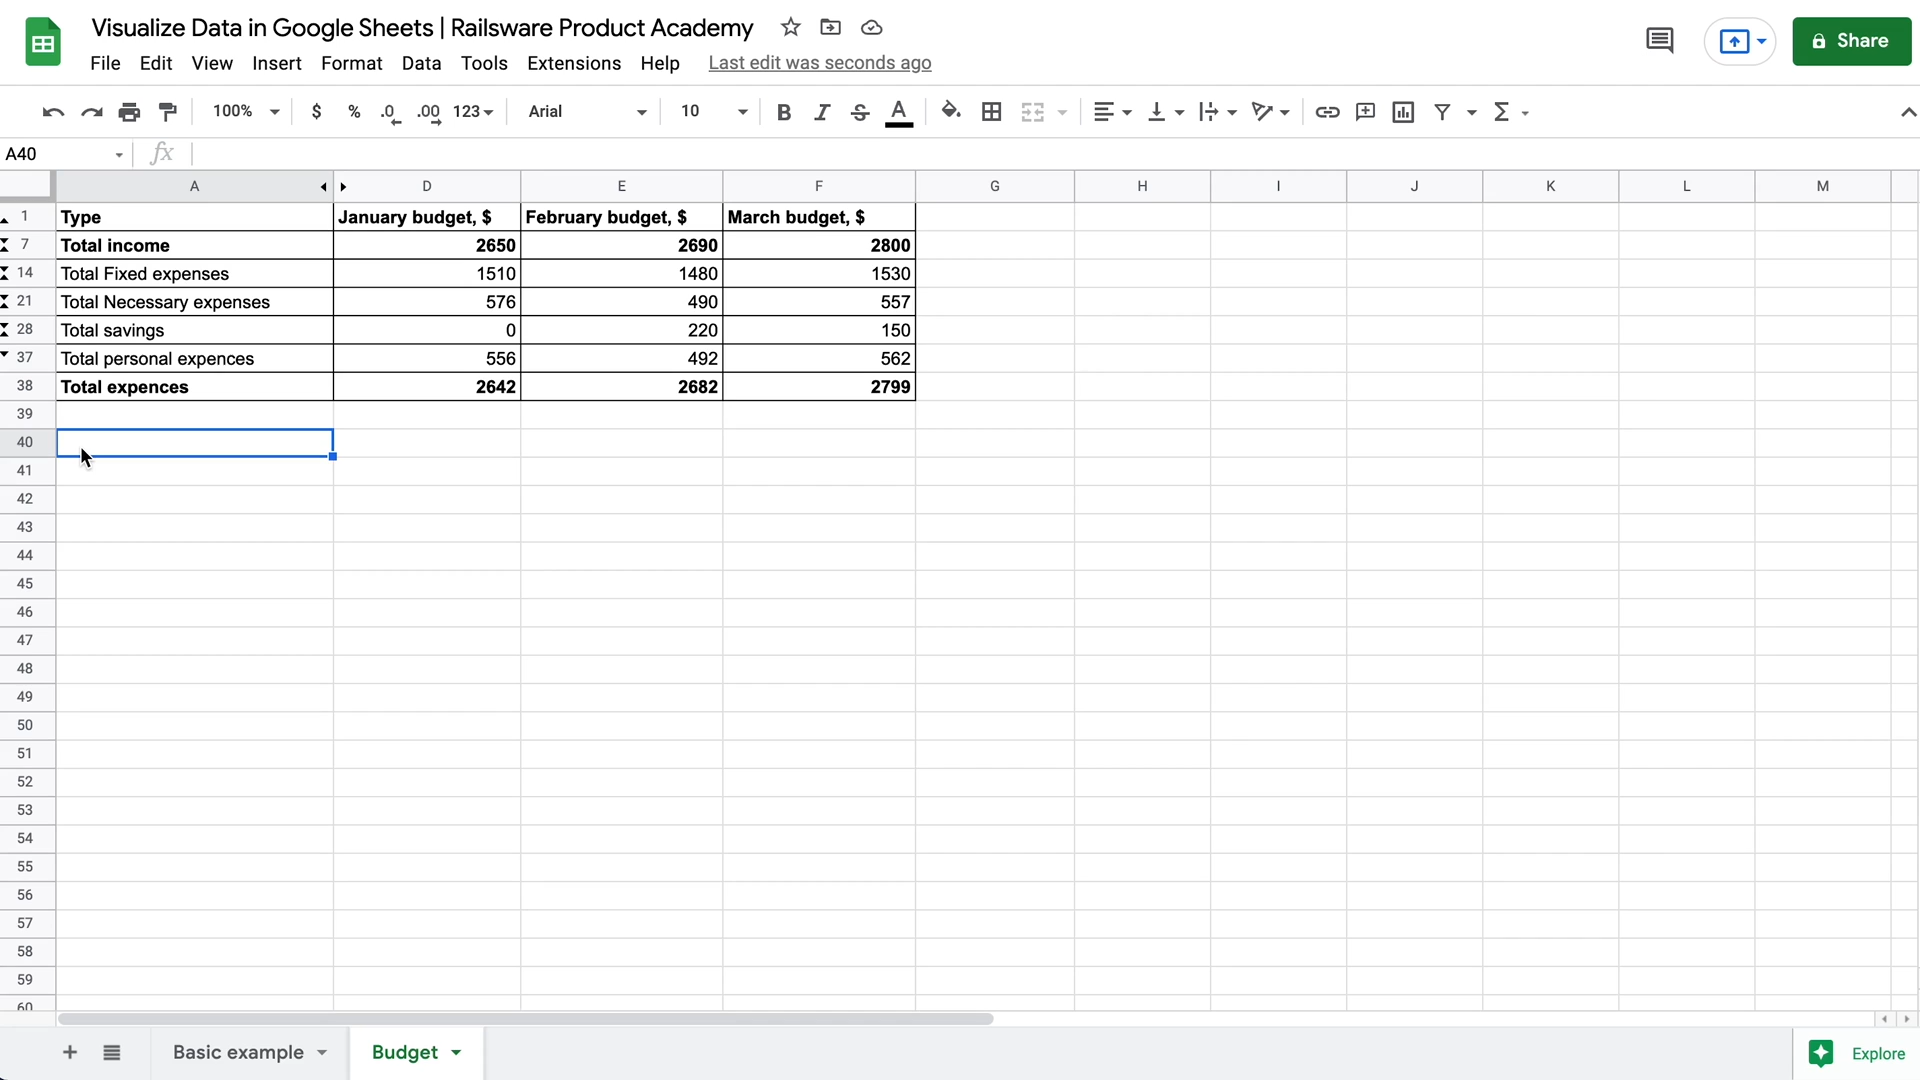 Visualize Data in Google Sheets | Railsware Product Academy
File Edit View Insert Format Data Tools Extensions Help Last edit was seconds ago
Share
100% $ % .0 .00 123 Arial 10 B I S A Σ
A40 fx
A D E F G H I J K L M
1 Type January budget, $ February budget, $ March budget, $
7 Total income 2650 2690 2800
14 Total Fixed expenses 1510 1480 1530
21 Total Necessary expenses 576 490 557
28 Total savings 0 220 150
37 Total personal expences 556 492 562
38 Total expences 2642 2682 2799
39
40
41
42
43
44
45
46
47
48
49
50
51
52
53
54
55
56
57
58
59
60
Basic example Budget Explore